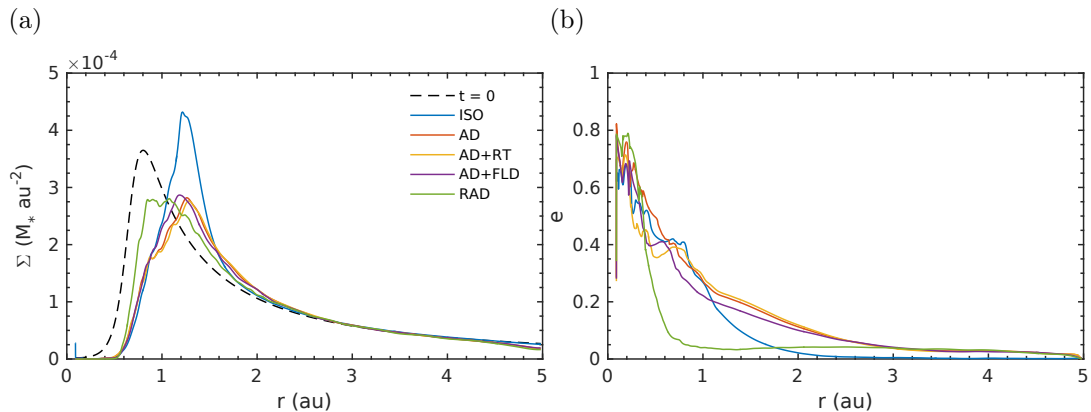 (a)
(b)
×10⁻⁴
5
4
3
2
1
0
Σ (M* au⁻²)
0 1 2 3 4 5
r (au)
t = 0
ISO
AD
AD+RT
AD+FLD
RAD
1
0.8
0.6
0.4
0.2
0
e
0 1 2 3 4 5
r (au)